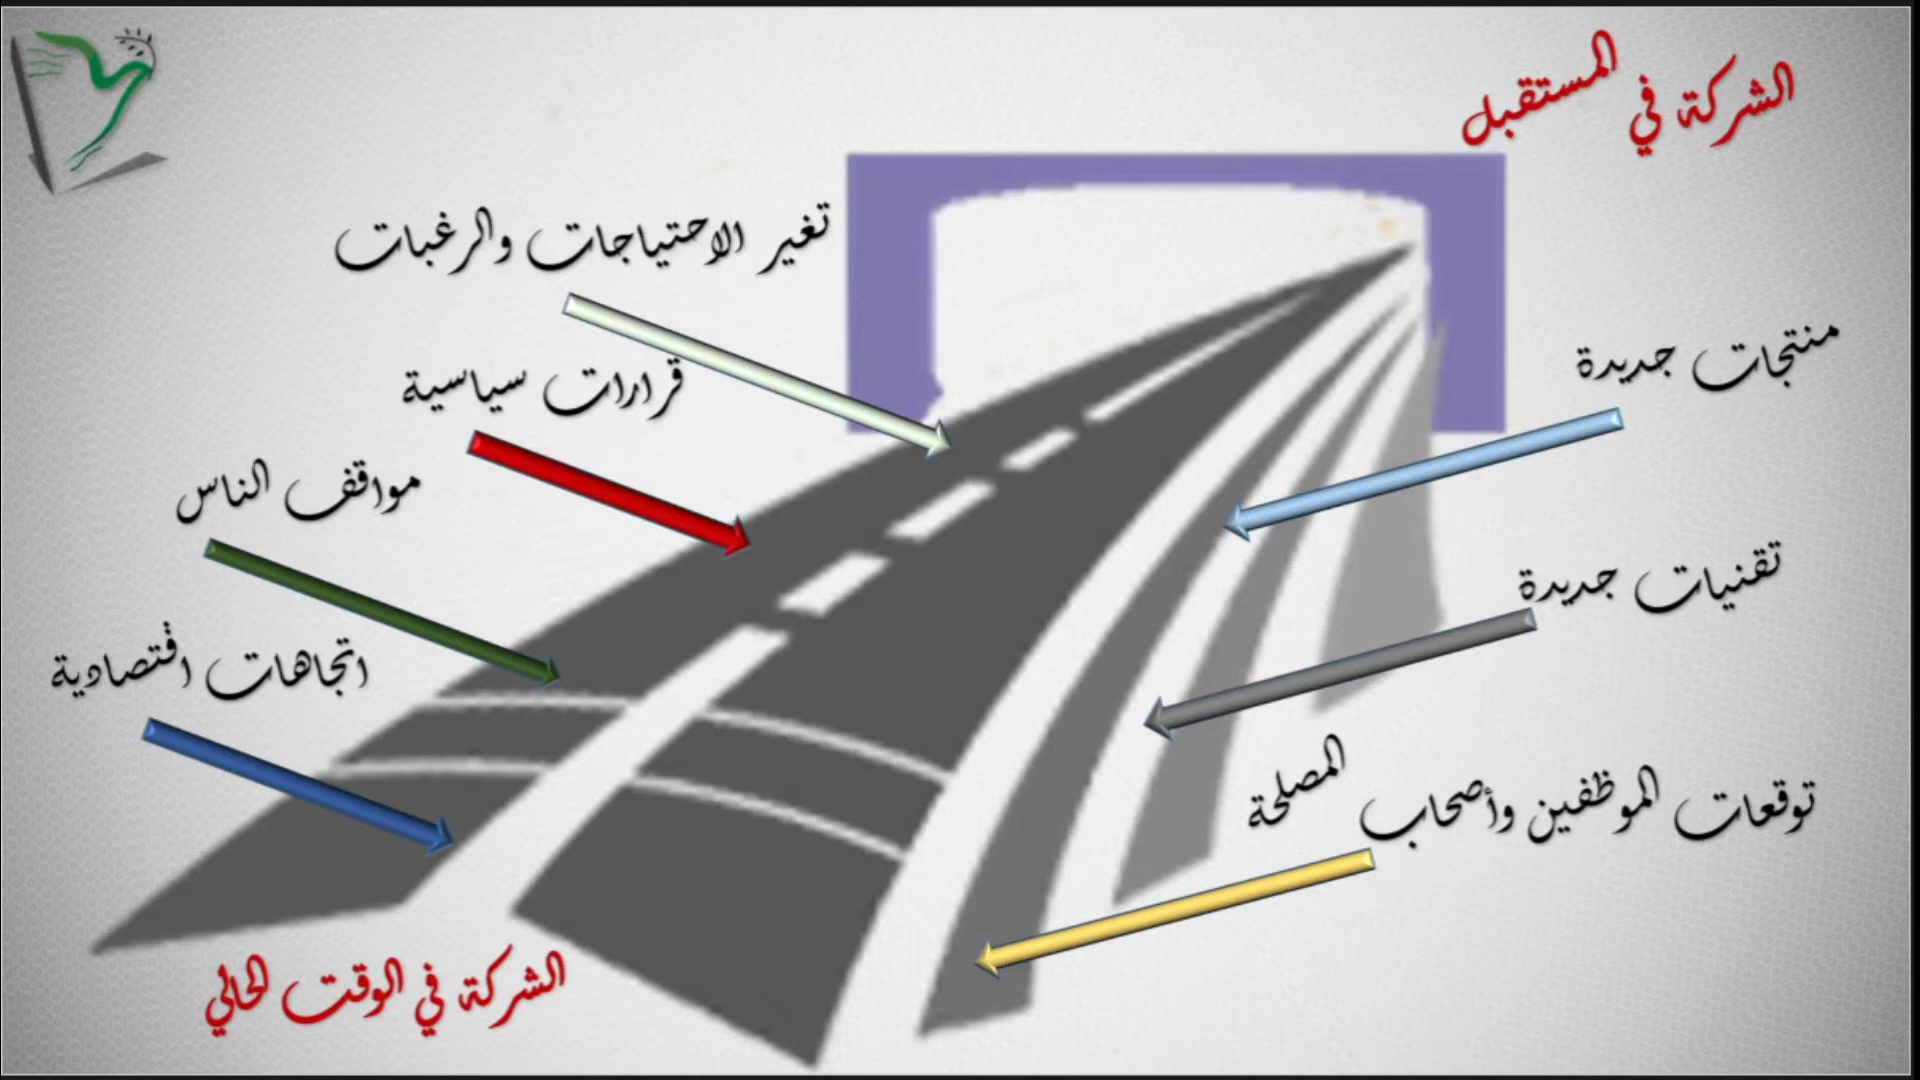 الشركة في المستقبل
تغير الاحتياجات والرغبات
قرارات سياسية
مواقف الناس
اتجاهات اقتصادية
منتجات جديدة
تقنيات جديدة
توقعات الموظفين وأصحاب المصلحة
الشركة في الوقت الحالي